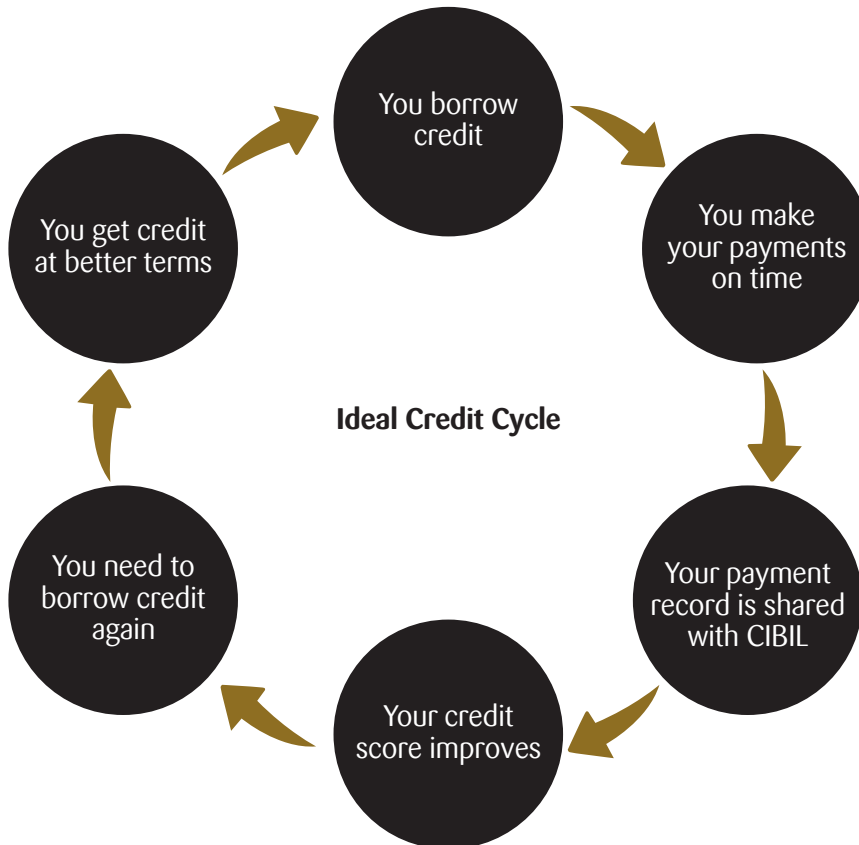 You borrow
credit
You make
your payments
on time
Your payment
record is shared
with CIBIL
Your credit
score improves
You need to
borrow credit
again
You get credit
at better terms
Ideal Credit Cycle